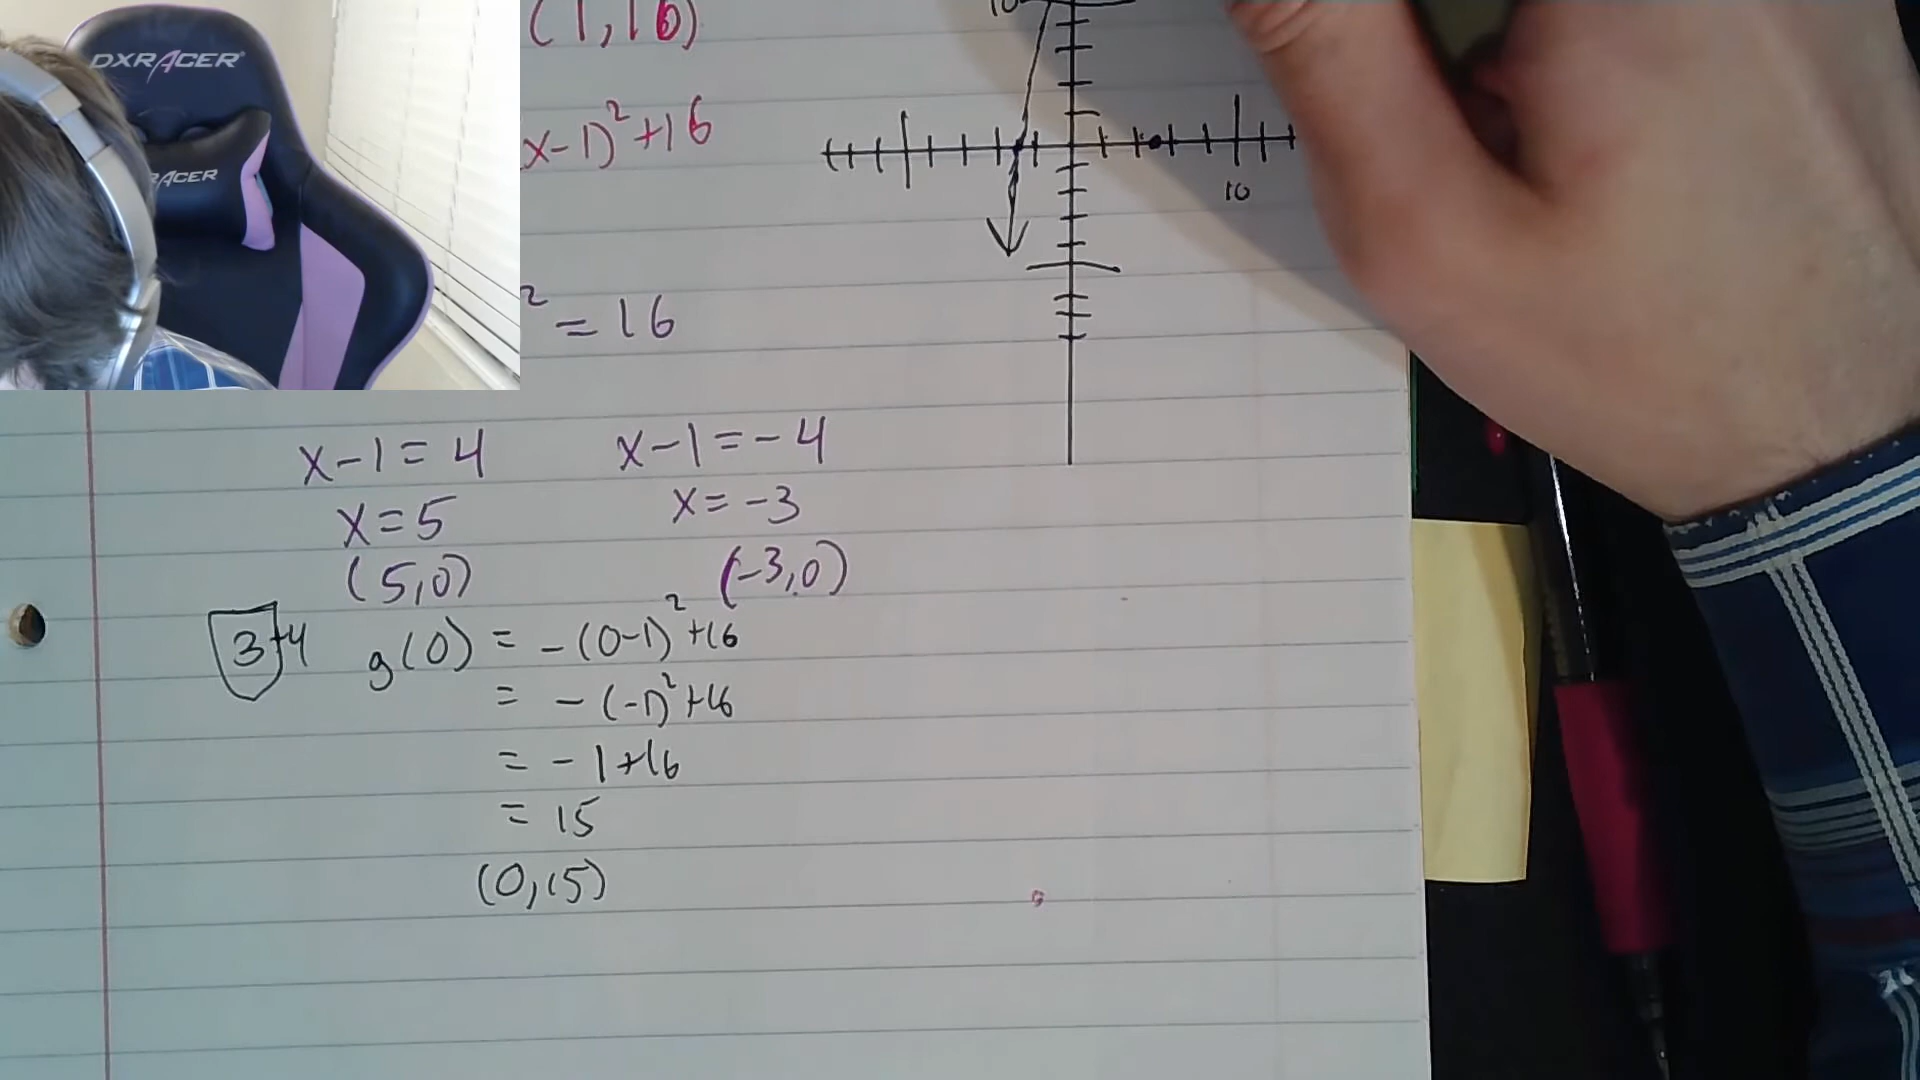 DXRACER
RACER
(1,16)
x-1)²+16
² = 16
10
10
x-1=4
x=5
(5,0)
x-1=-4
x=-3
(-3,0)
3 +4
g(0) = -(0-1)²+16
= -(-1)²+16
= -1+16
= 15
(0,15)